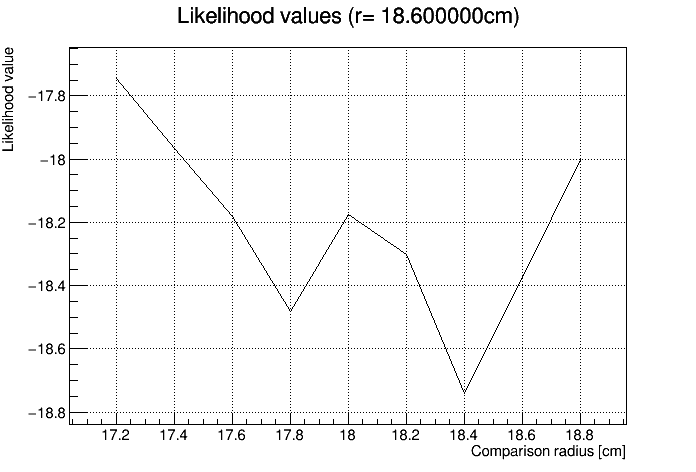 Likelihood values (r= 18.600000cm)
Likelihood value
−17.8
−18
−18.2
−18.4
−18.6
−18.8
17.2 17.4 17.6 17.8 18 18.2 18.4 18.6 18.8
Comparison radius [cm]